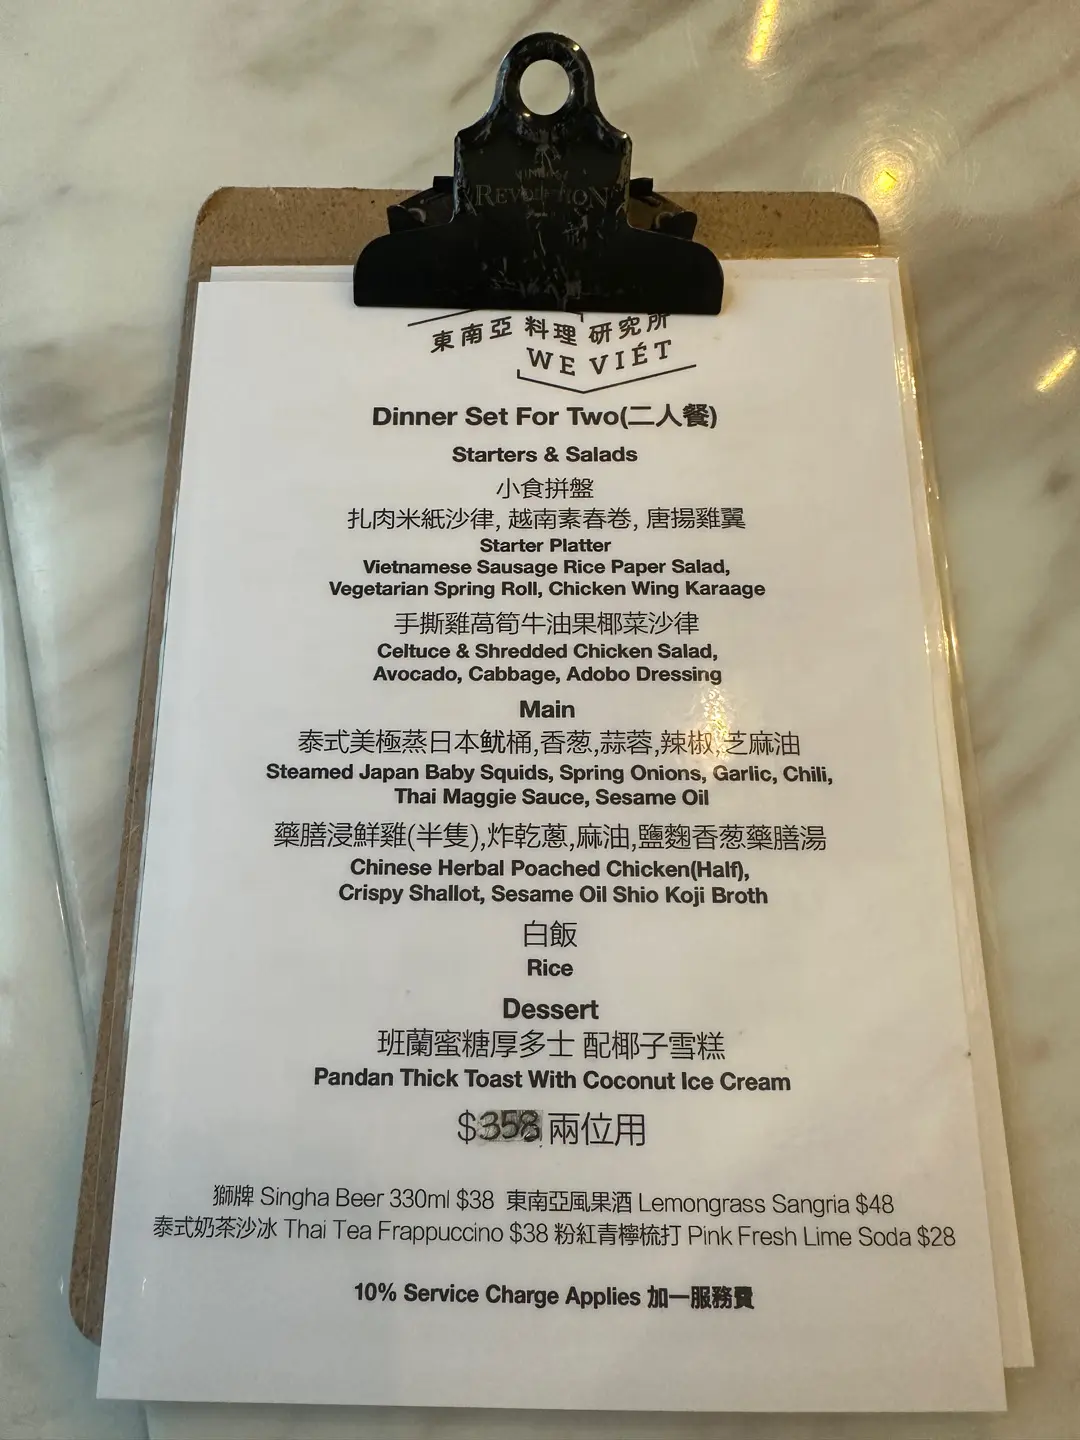 REVOLUTION
東南亞料理研究所
WE VIÉT
Dinner Set For Two(二人餐)
Starters & Salads
小食拼盤
扎肉米紙沙律, 越南素春卷, 唐揚雞翼
Starter Platter
Vietnamese Sausage Rice Paper Salad,
Vegetarian Spring Roll, Chicken Wing Karaage
手撕雞萵筍牛油果椰菜沙律
Celtuce & Shredded Chicken Salad,
Avocado, Cabbage, Adobo Dressing
Main
泰式美極蒸日本魷桶,香葱,蒜蓉,辣椒,芝麻油
Steamed Japan Baby Squids, Spring Onions, Garlic, Chili,
Thai Maggie Sauce, Sesame Oil
藥膳浸鮮雞(半隻),炸乾蔥,麻油,鹽麴香葱藥膳湯
Chinese Herbal Poached Chicken(Half),
Crispy Shallot, Sesame Oil Shio Koji Broth
白飯
Rice
Dessert
班蘭蜜糖厚多士 配椰子雪糕
Pandan Thick Toast With Coconut Ice Cream
$358 兩位用
獅牌 Singha Beer 330ml $38 東南亞風果酒 Lemongrass Sangria $48
泰式奶茶沙冰 Thai Tea Frappuccino $38 粉紅青檸梳打 Pink Fresh Lime Soda $28
10% Service Charge Applies 加一服務費